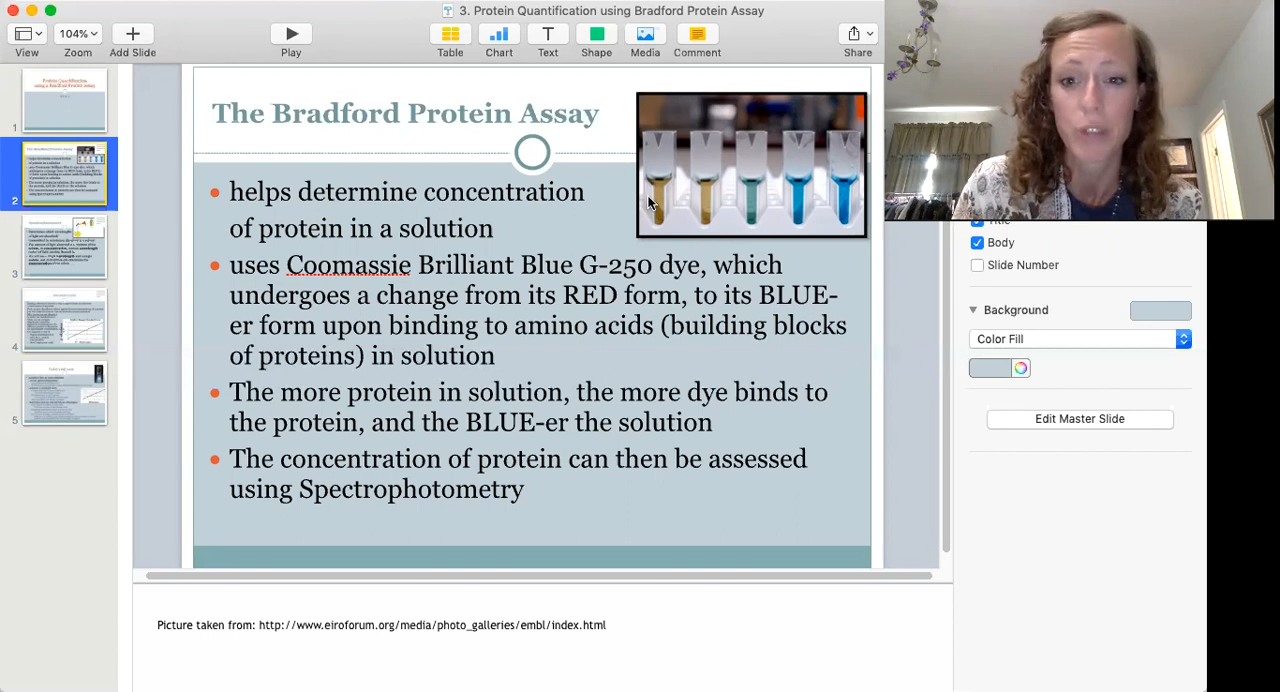 3. Protein Quantification using Bradford Protein Assay
104%
View
Zoom
Add Slide
Play
Table
Chart
Text
Shape
Media
Comment
Share
1
2
3
4
5
The Bradford Protein Assay
helps determine concentration
of protein in a solution
uses Coomassie Brilliant Blue G-250 dye, which
undergoes a change from its RED form, to its BLUE-
er form upon binding to amino acids (building blocks
of proteins) in solution
The more protein in solution, the more dye binds to
the protein, and the BLUE-er the solution
The concentration of protein can then be assessed
using Spectrophotometry
Picture taken from: http://www.eiroforum.org/media/photo_galleries/embl/index.html
Title
Body
Slide Number
Background
Color Fill
Edit Master Slide